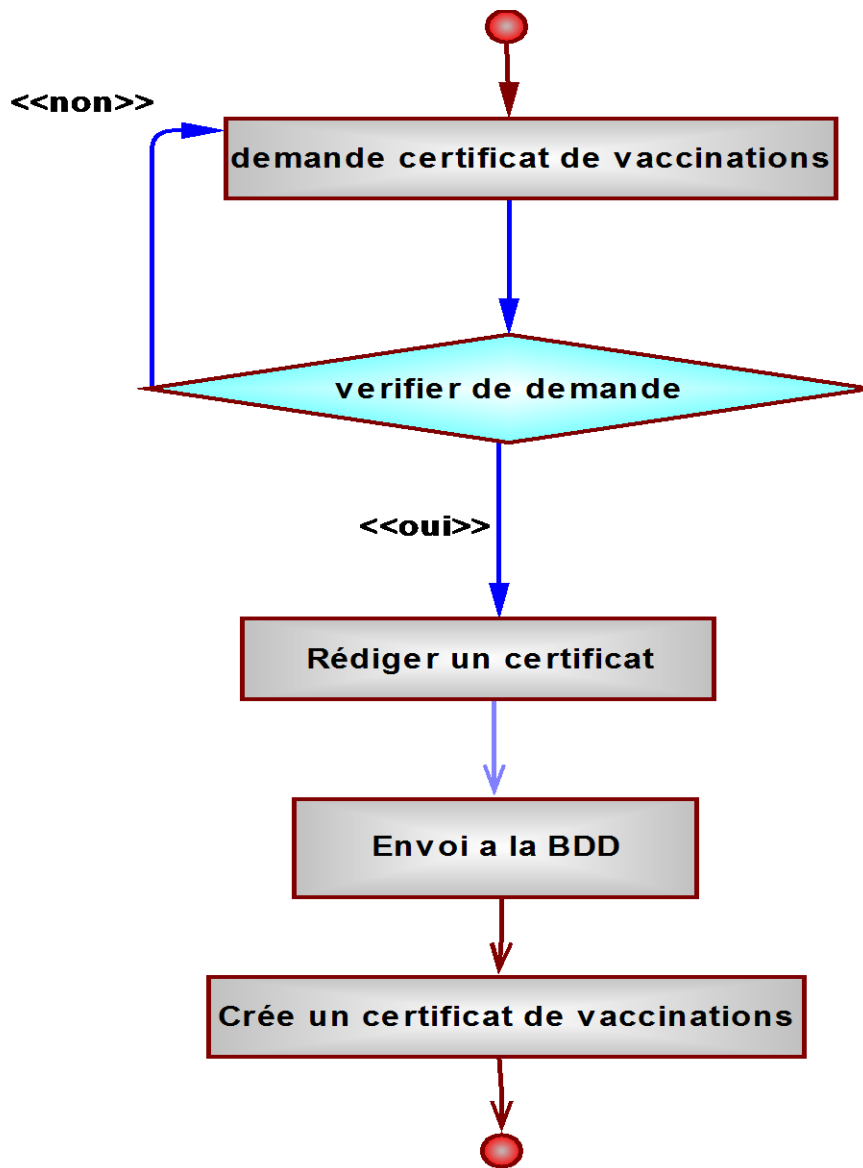 <<non>>
demande certificat de vaccinations
verifier de demande
<<oui>>
Rédiger un certificat
Envoi a la BDD
Crée un certificat de vaccinations